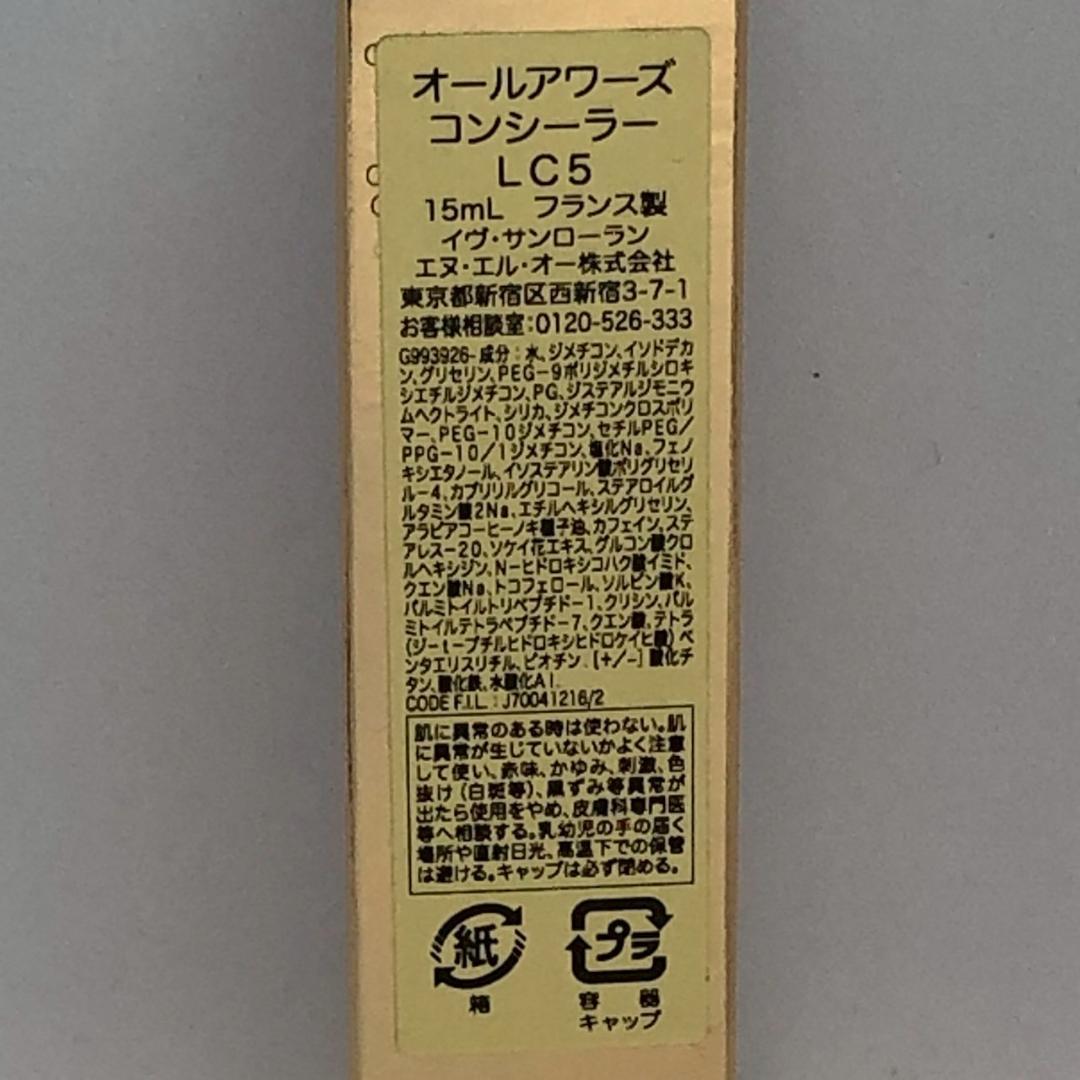 オールアワーズ
コンシーラー
LC5
15mL フランス製
イヴ・サンローラン
エヌ・エル・オー株式会社
東京都新宿区西新宿3-7-1
お客様相談室:0120-526-333
G993926-成分:水、ジメチコン、イソドデカ
ン、グリセリン、PEG-9ポリジメチルシロキ
シエチルジメチコン、PG、ジステアルジモニウ
ムヘクトライト、シリカ、ジメチコンクロスポリ
マー、PEG-10ジメチコン、セチルPEG/
PPG-10/1ジメチコン、塩化Na、フェノ
キシエタノール、イソステアリン酸ポリグリセリ
ル-4、カプリリルグリコール、ステアロイルグ
ルタミン酸2Na、エチルヘキシルグリセリン、
アラビアコーヒーノキ種子油、カフェイン、ステ
アレス-20、ソケイ花エキス、グルコン酸クロ
ルヘキシジン、N-ヒドロキシコハク酸イミド、
クエン酸Na、トコフェロール、ソルビン酸K、
パルミトイルトリペプチド-1、クリシン、パル
ミトイルテトラペプチド-7、クエン酸、テトラ
(ジ-t-ブチルヒドロキシヒドロケイヒ酸)ペ
ンタエリスリチル、ビオチン、[+/-]酸化チ
タン、酸化鉄、水酸化Al.
CODE F.I.L. : J70041216/2
肌に異常のある時は使わない。肌
に異常が生じていないかよく注意
して使い、赤味、かゆみ、刺激、色
抜け(白斑等)、黒ずみ等異常が
出たら使用をやめ、皮膚科専門医
等へ相談する。乳幼児の手の届く
場所や直射日光、高温下での保管
は避ける。キャップは必ず閉める。
紙 プラ
箱 容器
キャップ